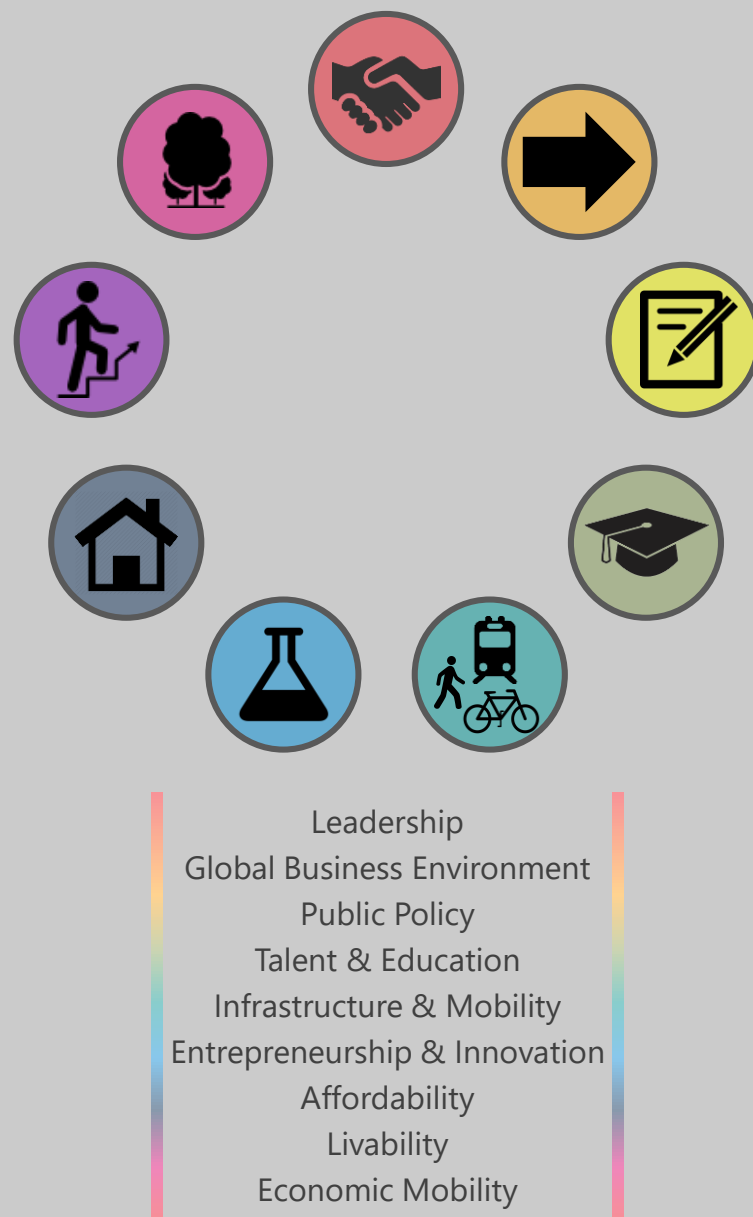 Leadership
Global Business Environment
Public Policy
Talent & Education
Infrastructure & Mobility
Entrepreneurship & Innovation
Affordability
Livability
Economic Mobility